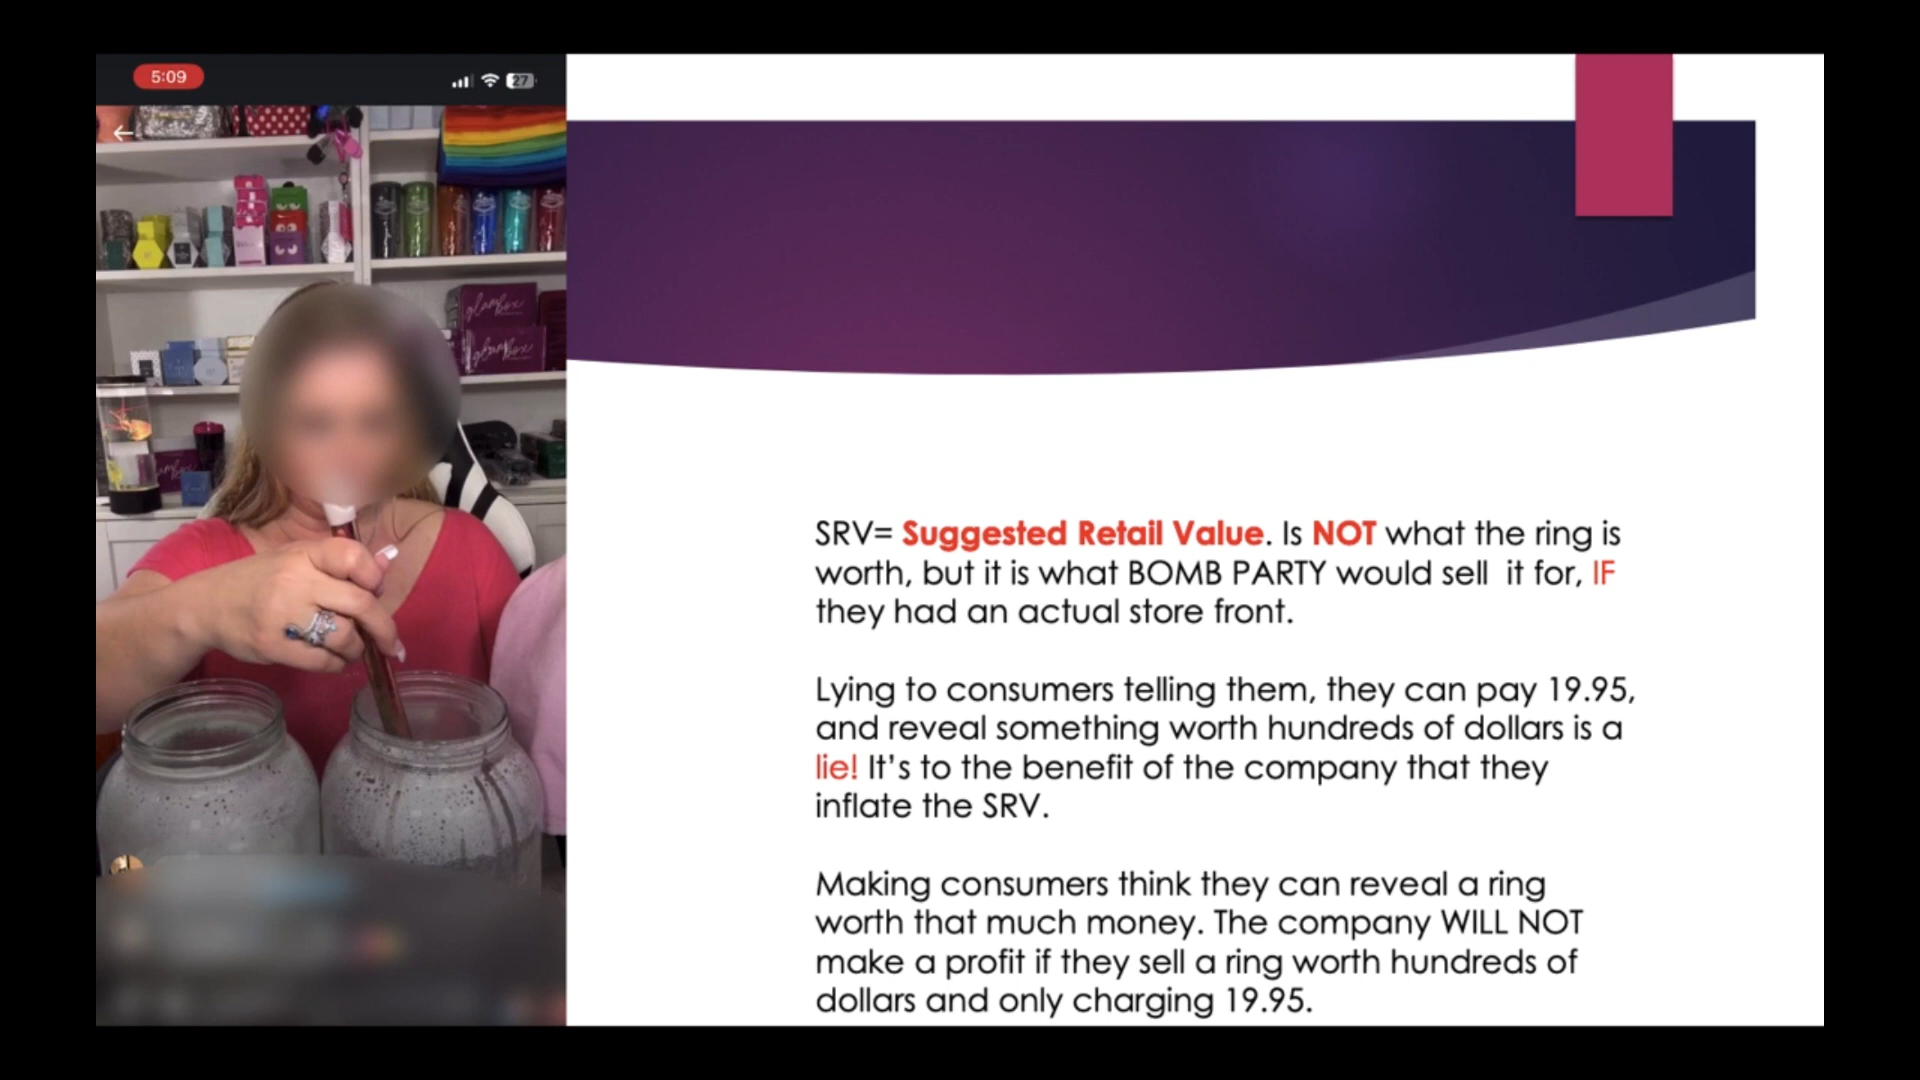 5:09
27
glambox
glambox
SRV= Suggested Retail Value. Is NOT what the ring is
worth, but it is what BOMB PARTY would sell it for, IF
they had an actual store front.
Lying to consumers telling them, they can pay 19.95,
and reveal something worth hundreds of dollars is a
lie! It's to the benefit of the company that they
inflate the SRV.
Making consumers think they can reveal a ring
worth that much money. The company WILL NOT
make a profit if they sell a ring worth hundreds of
dollars and only charging 19.95.